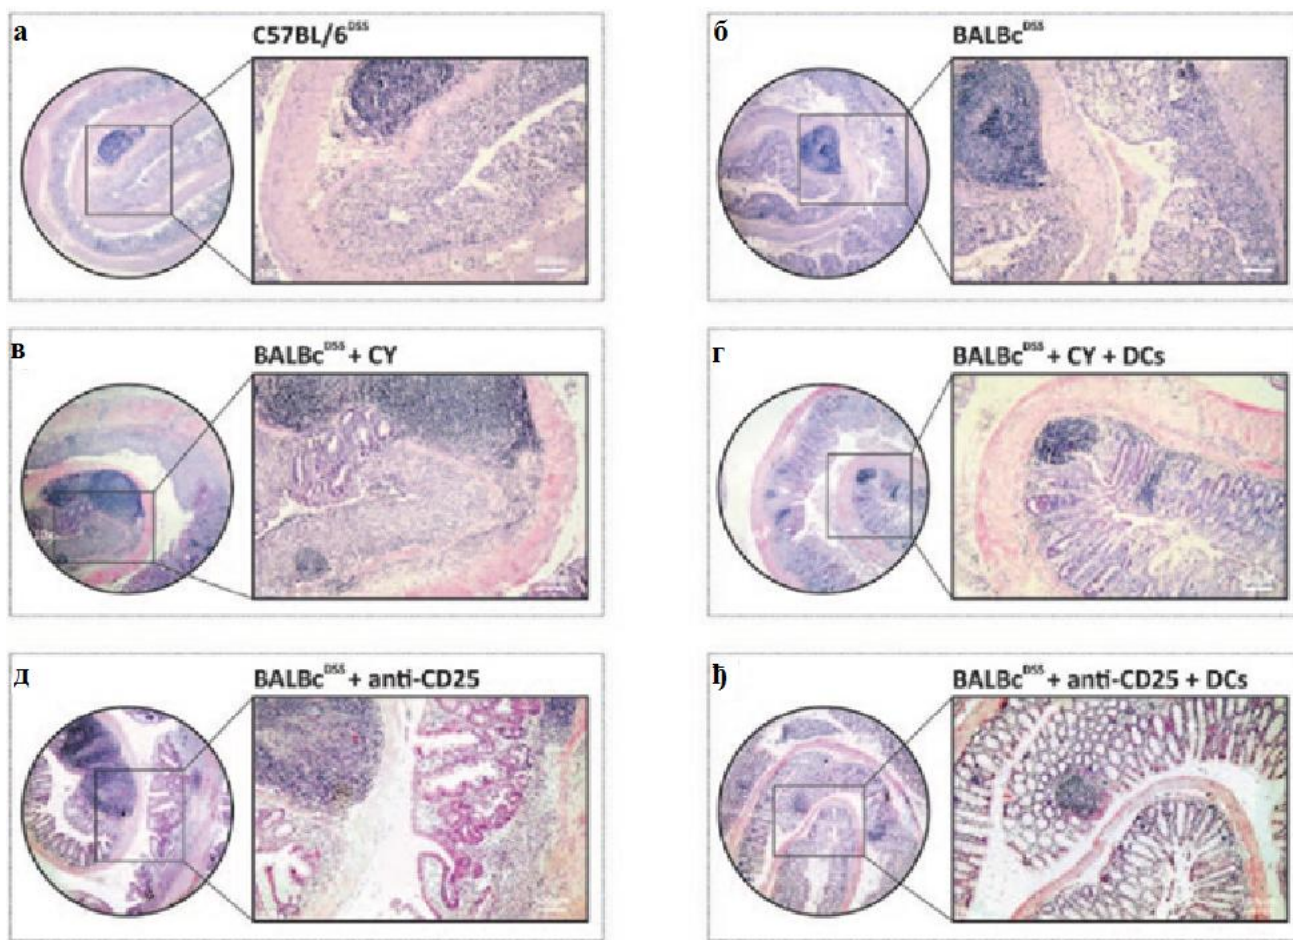 а
C57BL/6ᴰˢˢ
б
BALBcᴰˢˢ
в
BALBcᴰˢˢ + CY
г
BALBcᴰˢˢ + CY + DCs
д
BALBcᴰˢˢ + anti-CD25
ђ
BALBcᴰˢˢ + anti-CD25 + DCs